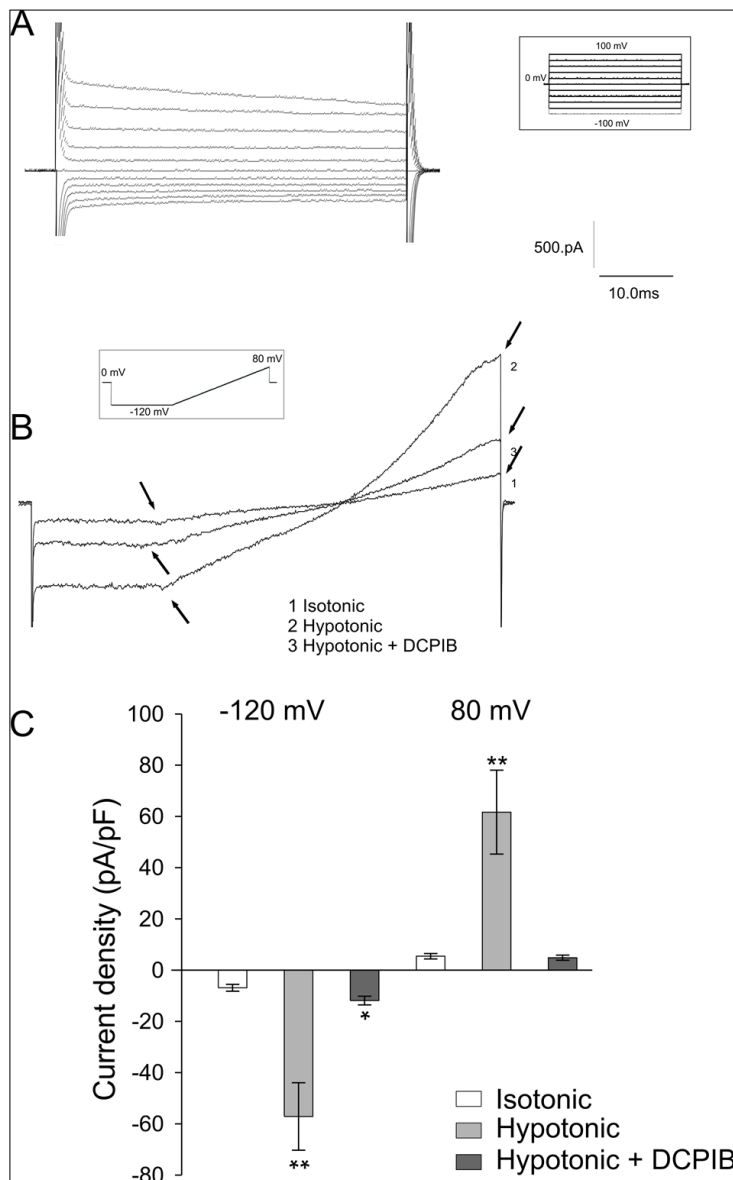 A
100 mV
0 mV
-100 mV
500.pA
10.0ms
0 mV
80 mV
-120 mV
B
2
3
1
1 Isotonic
2 Hypotonic
3 Hypotonic + DCPIB
C
-120 mV
80 mV
Current density (pA/pF)
100
80
60
40
20
0
-20
-40
-60
-80
**
*
**
Isotonic
Hypotonic
Hypotonic + DCPIB